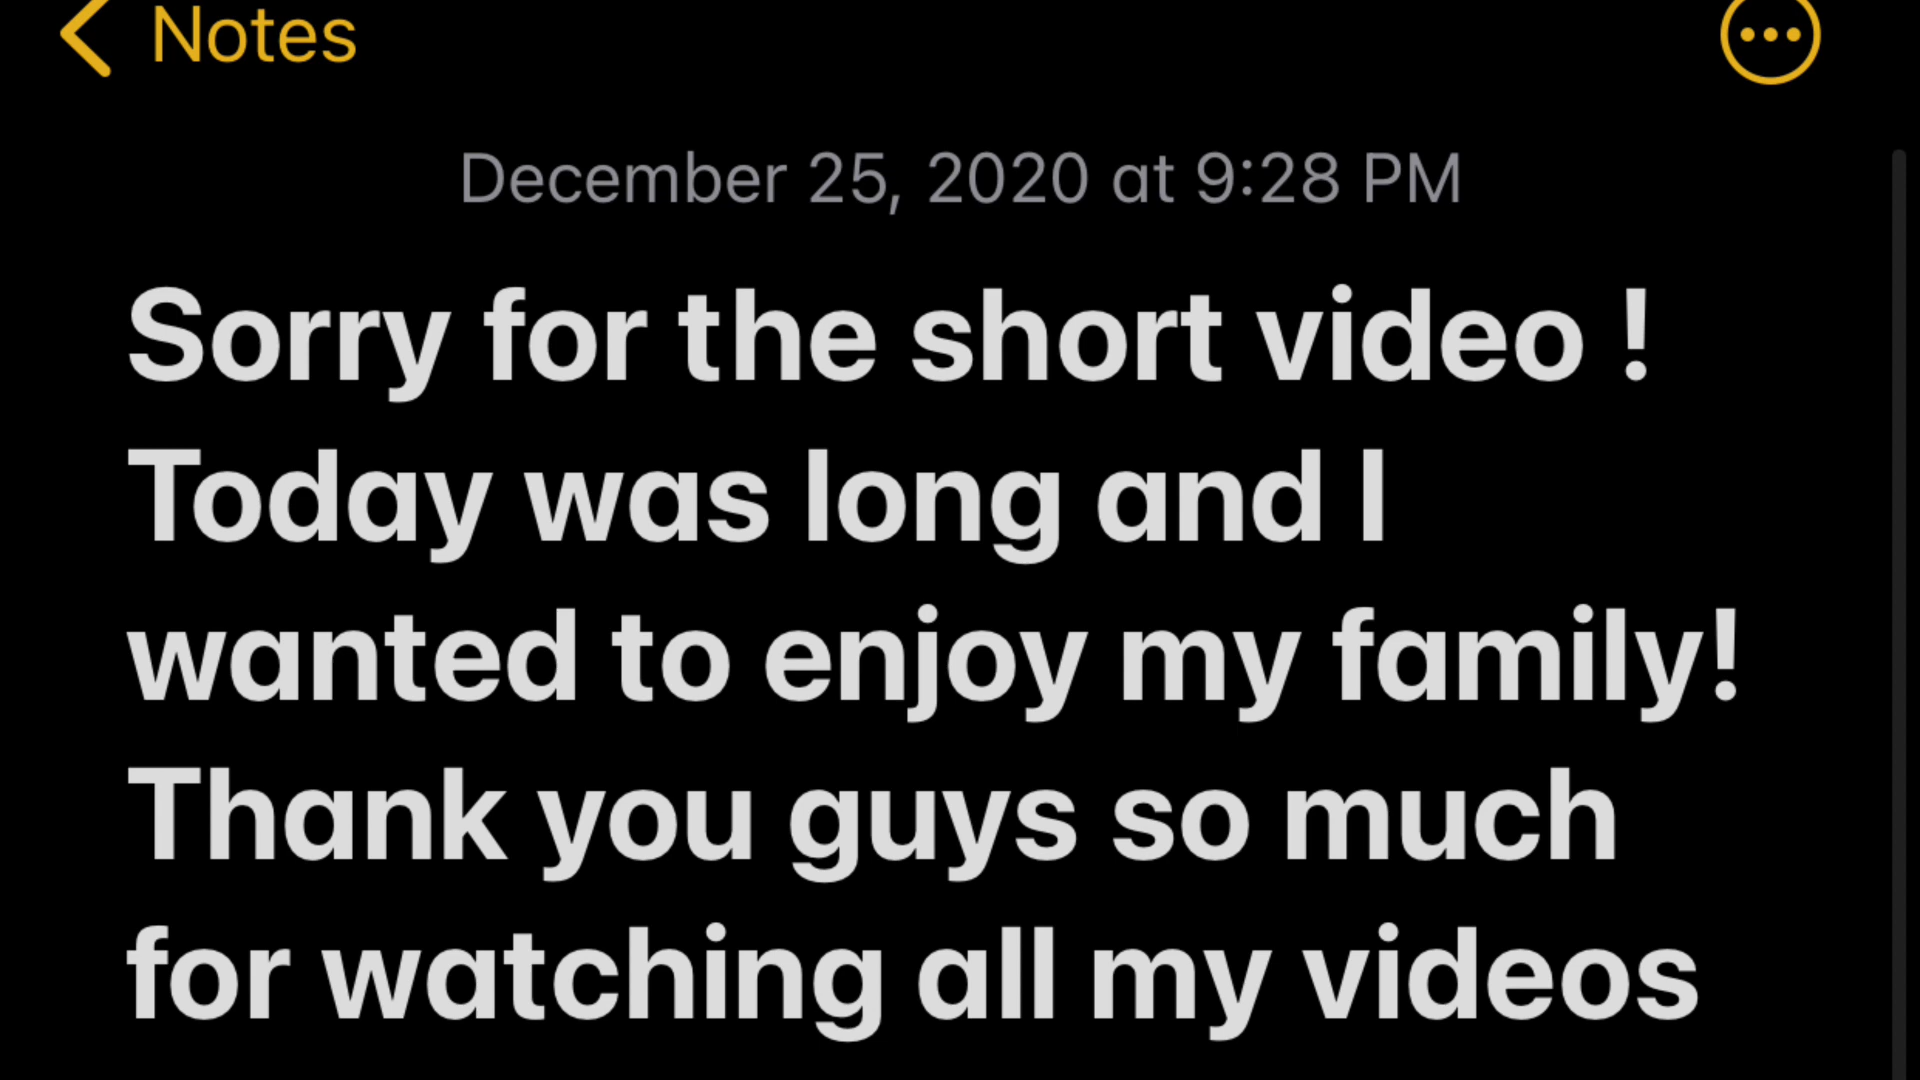 Notes
December 25, 2020 at 9:28 PM
Sorry for the short video !
Today was long and I
wanted to enjoy my family!
Thank you guys so much
for watching all my videos